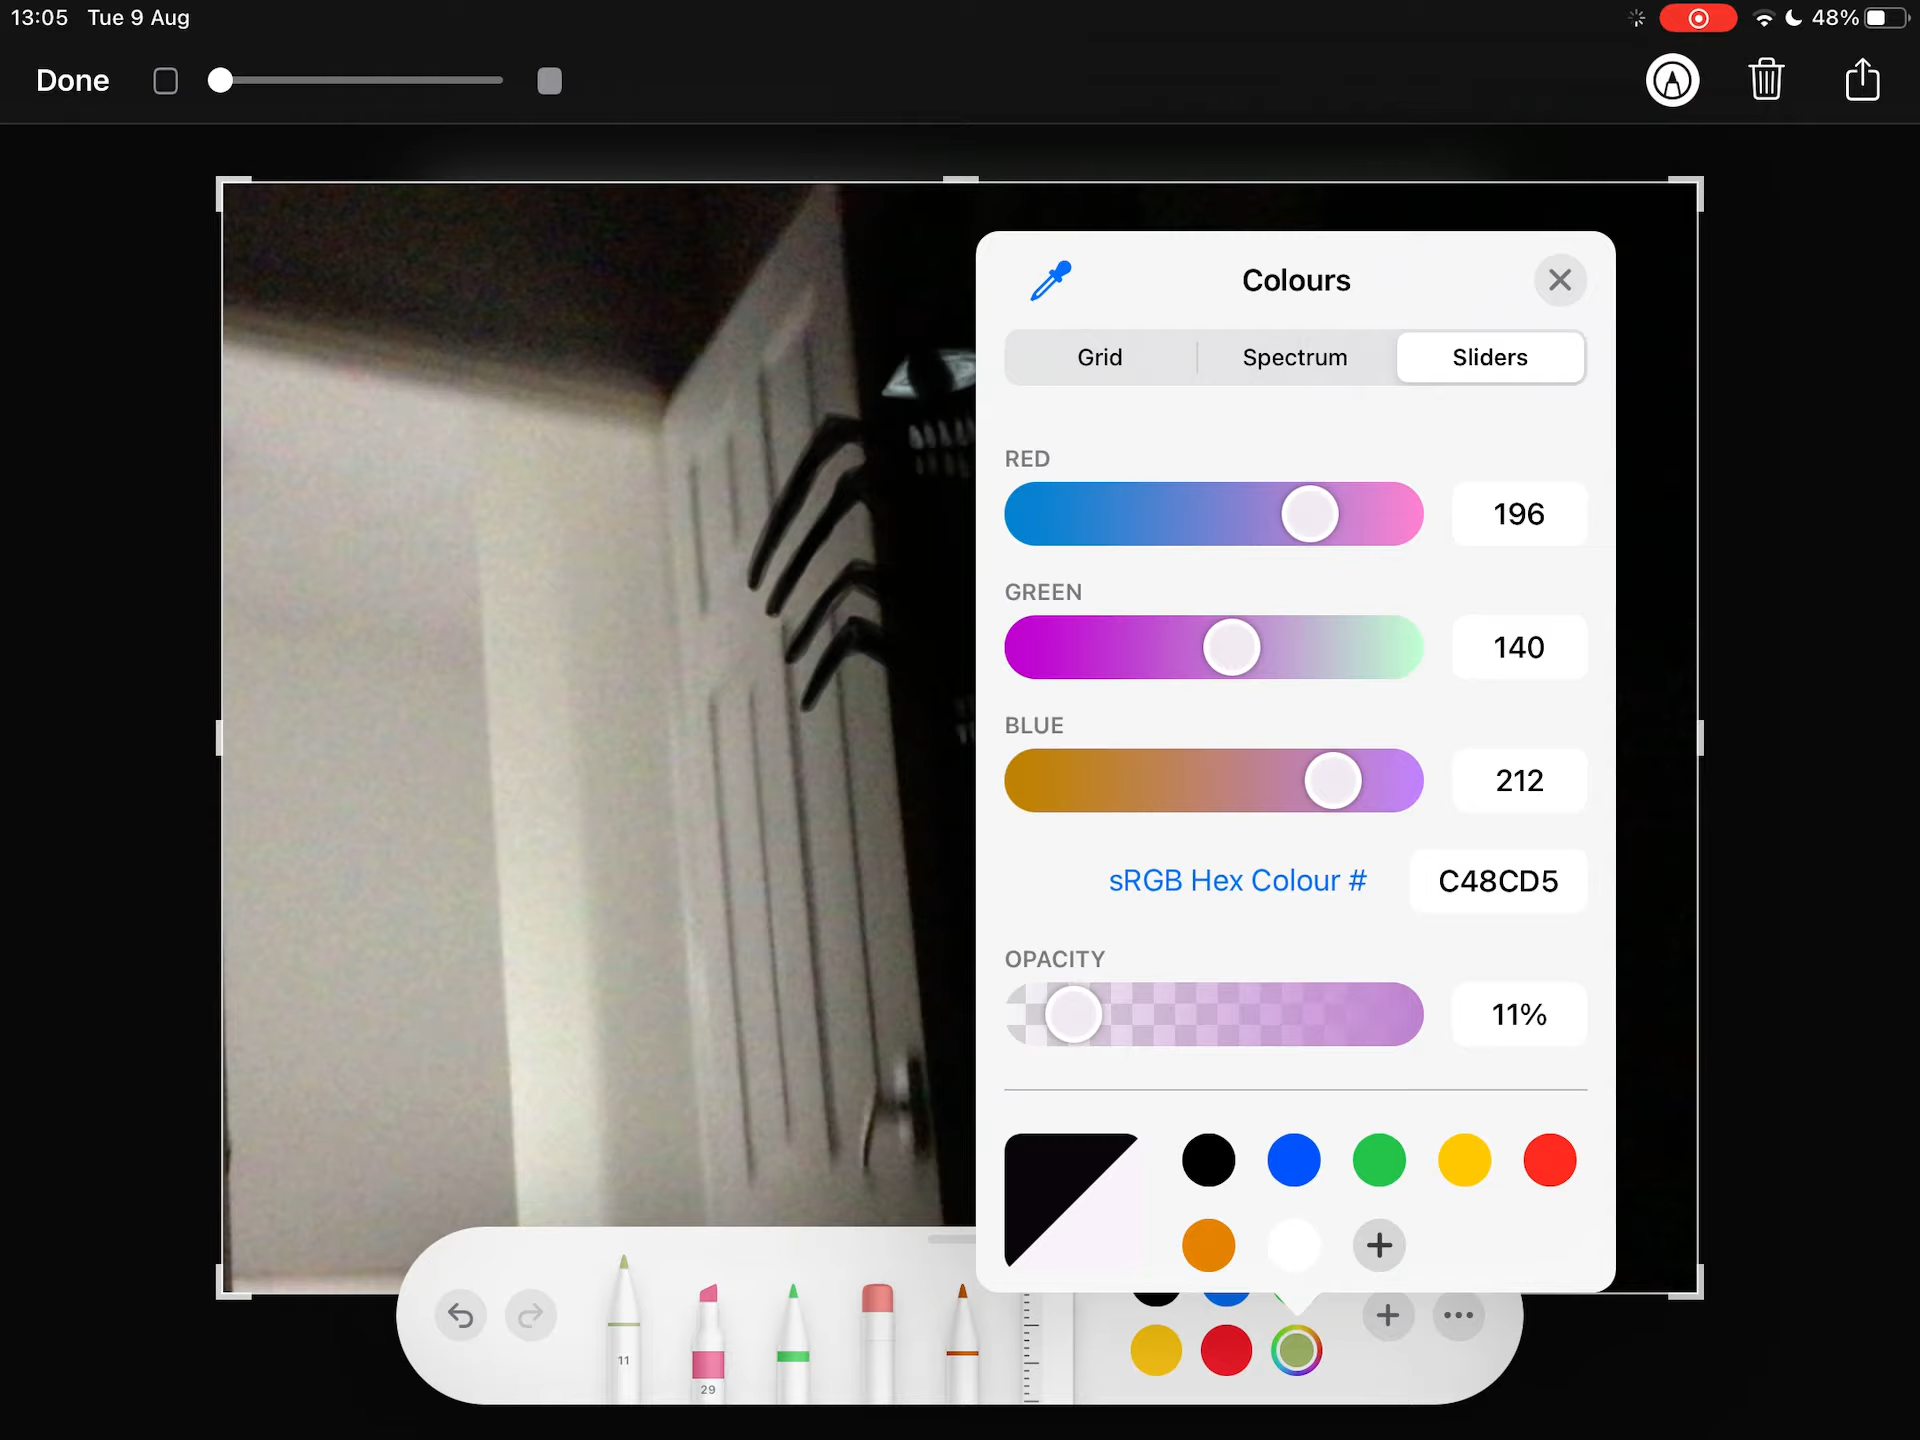 13:05 Tue 9 Aug 48%
Done
Colours
Grid Spectrum Sliders
RED
196
GREEN
140
BLUE
212
sRGB Hex Colour # C48CD5
OPACITY
11%
11
29